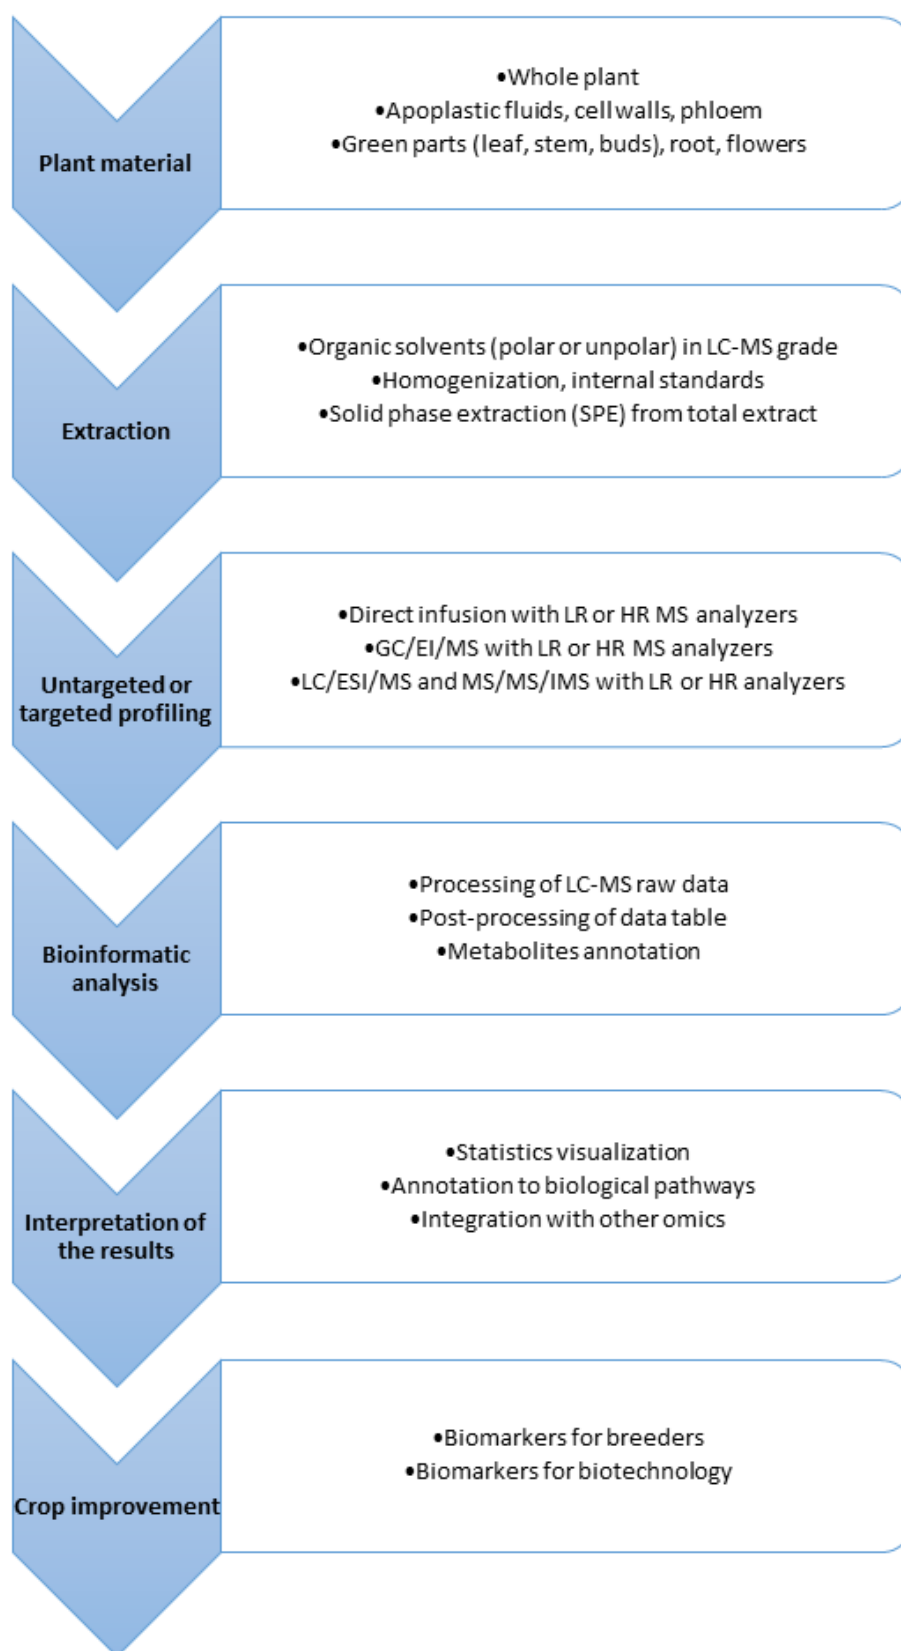 Plant material
•Whole plant
•Apoplastic fluids, cell walls, phloem
•Green parts (leaf, stem, buds), root, flowers
Extraction
•Organic solvents (polar or unpolar) in LC-MS grade
•Homogenization, internal standards
•Solid phase extraction (SPE) from total extract
Untargeted or
targeted profiling
•Direct infusion with LR or HR MS analyzers
•GC/EI/MS with LR or HR MS analyzers
•LC/ESI/MS and MS/MS/IMS with LR or HR analyzers
Bioinformatic
analysis
•Processing of LC-MS raw data
•Post-processing of data table
•Metabolites annotation
Interpretation of
the results
•Statistics visualization
•Annotation to biological pathways
•Integration with other omics
Crop improvement
•Biomarkers for breeders
•Biomarkers for biotechnology